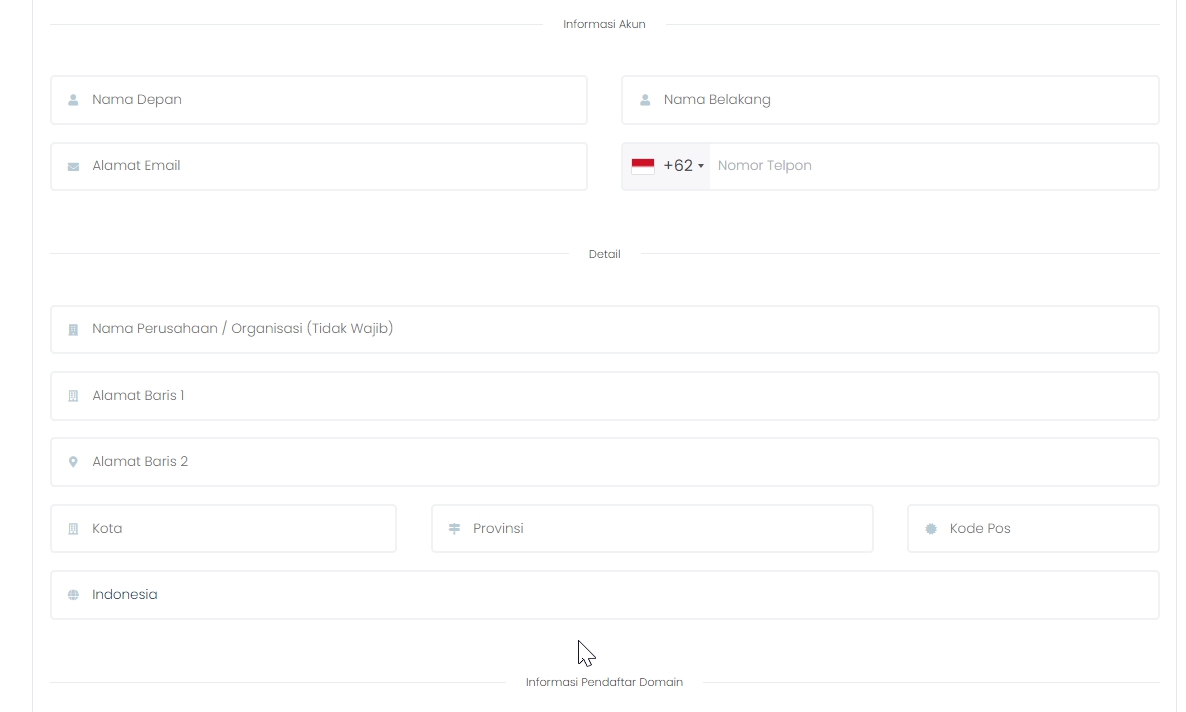 Informasi Akun
Nama Depan
Nama Belakang
Alamat Email
+62
Nomor Telpon
Detail
Nama Perusahaan / Organisasi (Tidak Wajib)
Alamat Baris 1
Alamat Baris 2
Kota
Provinsi
Kode Pos
Indonesia
Informasi Pendaftar Domain